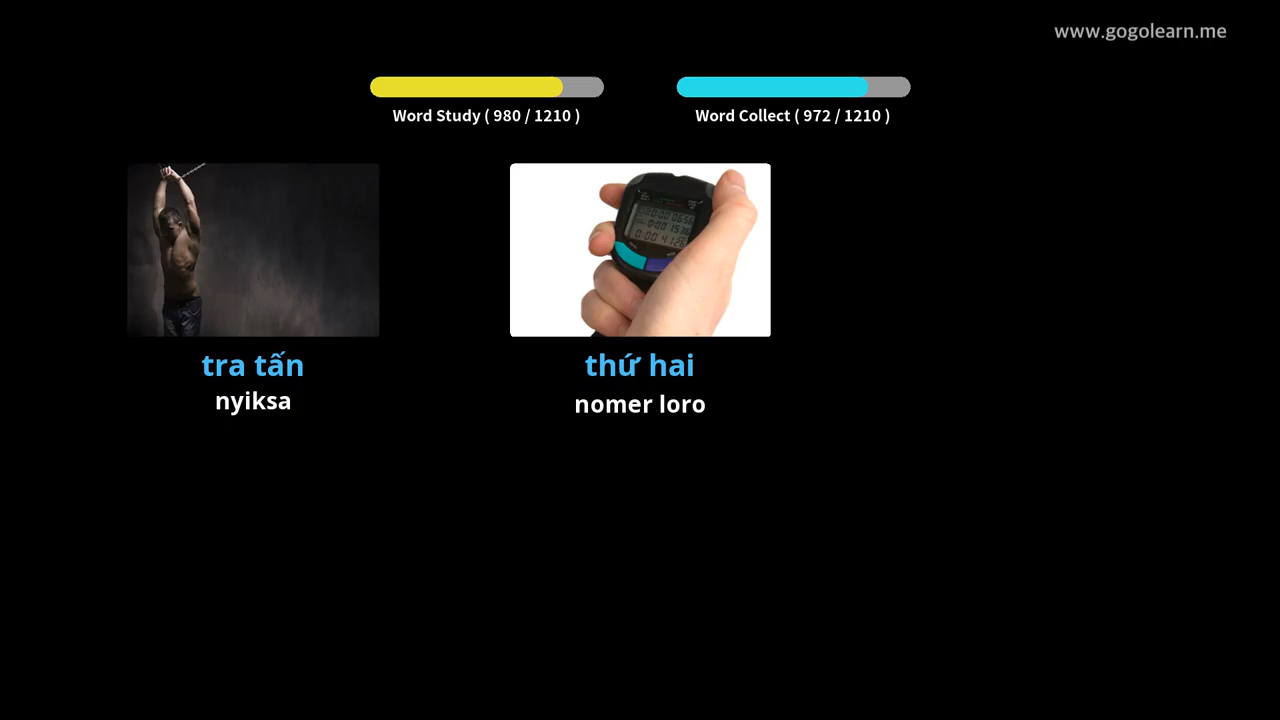 www.gogolearn.me
Word Study ( 980 / 1210 )
Word Collect ( 972 / 1210 )
tra tấn
nyiksa
thứ hai
nomer loro